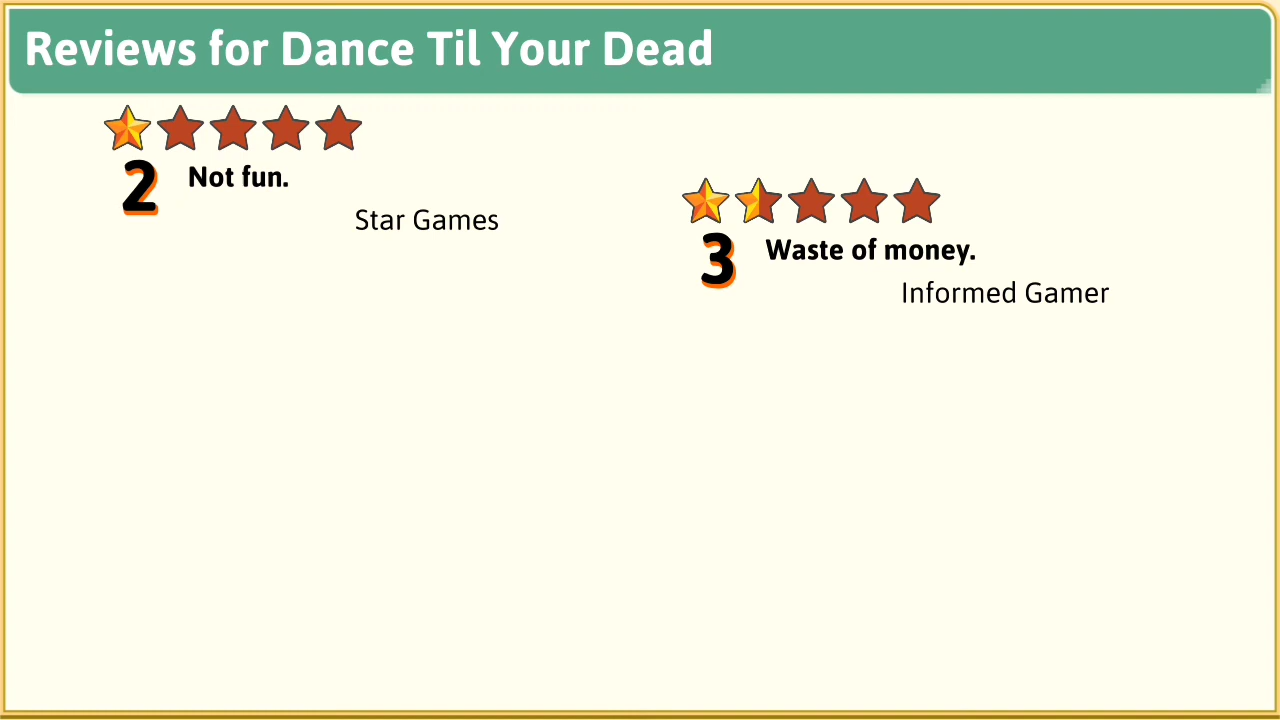 Reviews for Dance Til Your Dead
2
Not fun.
Star Games
3
Waste of money.
Informed Gamer